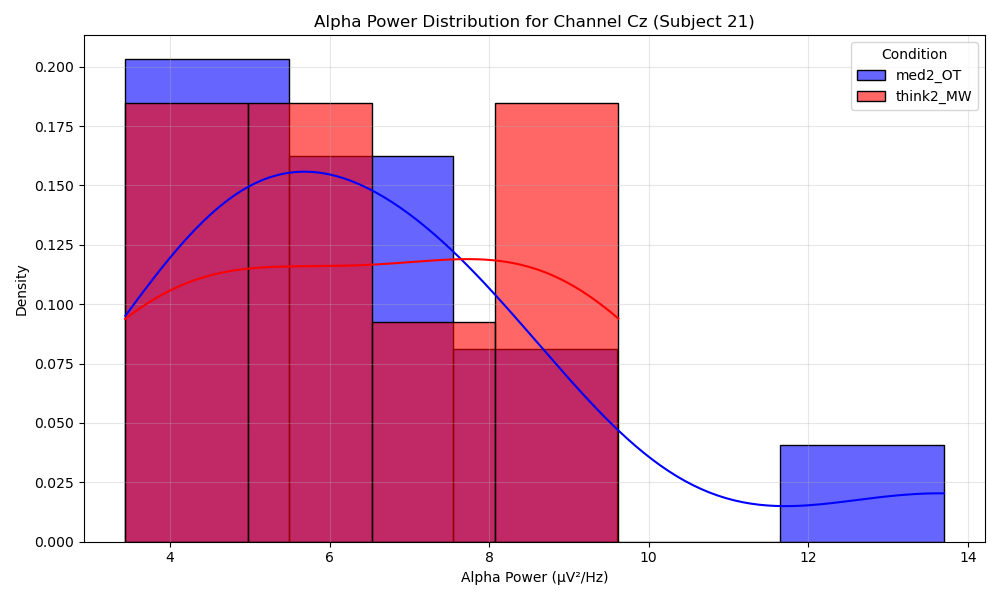 Alpha Power Distribution for Channel Cz (Subject 21)
Condition
med2_OT
think2_MW
0.200
0.175
0.150
0.125
0.100
0.075
0.050
0.025
0.000
Density
4 6 8 10 12 14
Alpha Power (μV²/Hz)